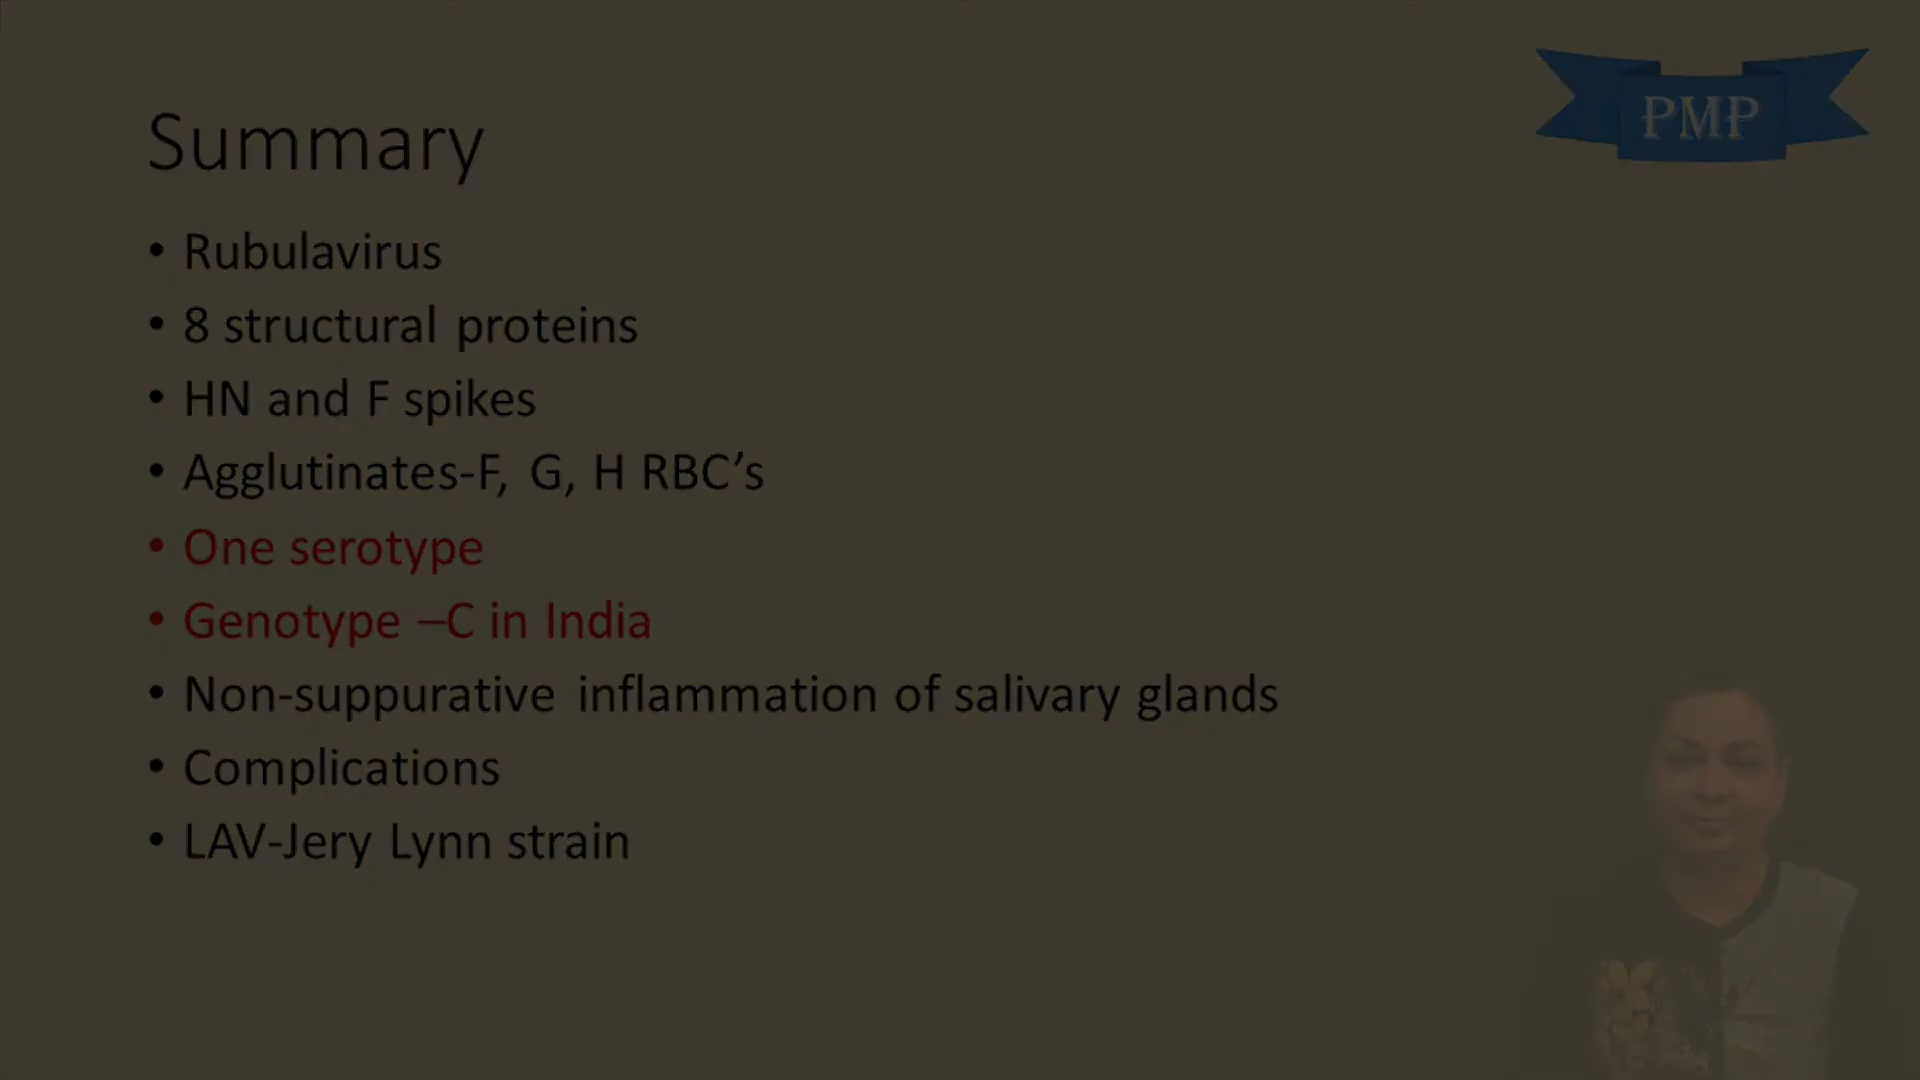 PMP
Summary
• Rubulavirus
• 8 structural proteins
• HN and F spikes
• Agglutinates-F, G, H RBC’s
• One serotype
• Genotype –C in India
• Non-suppurative inflammation of salivary glands
• Complications
• LAV-Jery Lynn strain